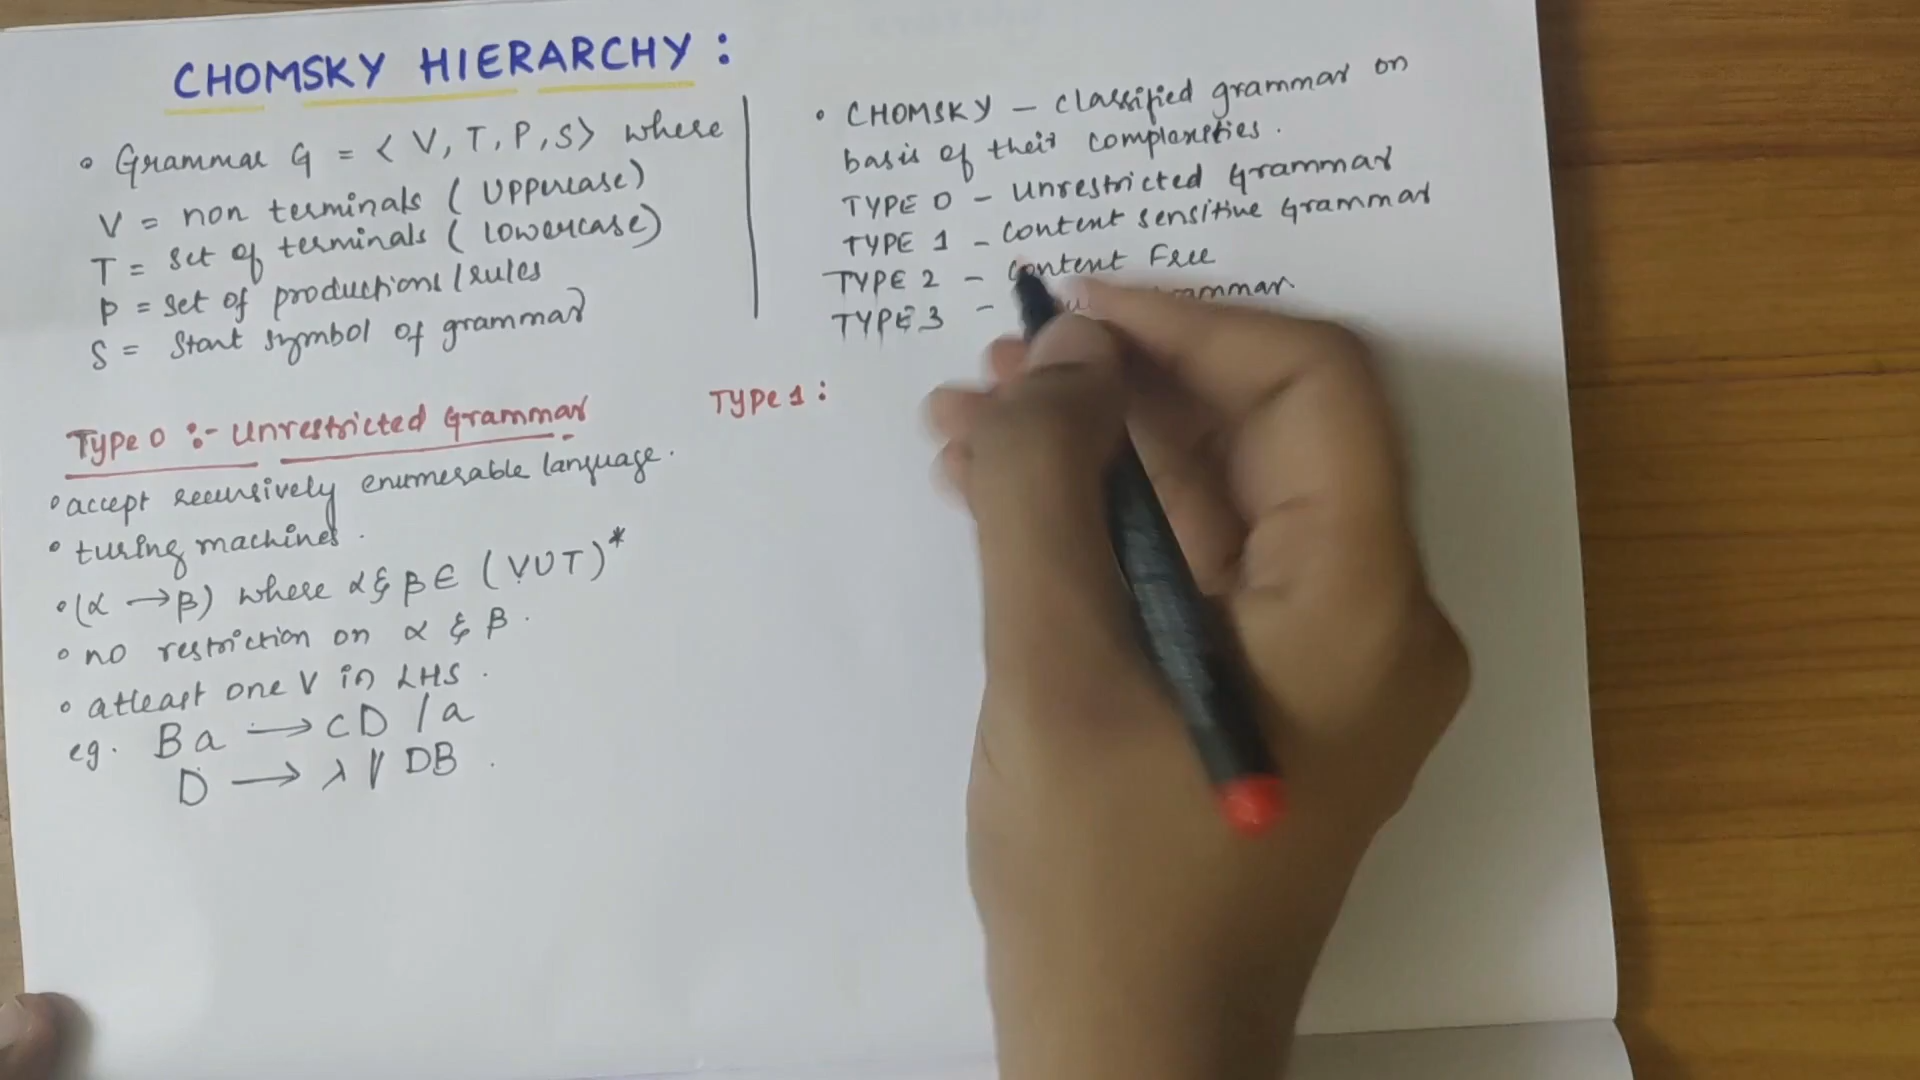 CHOMSKY HIERARCHY :
• Grammar G = < V, T, P, S > where
V = non terminals ( Uppercase)
T = set of terminals ( lowercase)
P = set of productions / rules
S = Start symbol of grammar
• CHOMSKY - classified grammar on
basis of their complexities .
TYPE 0 - Unrestricted Grammar
TYPE 1 - Content sensitive Grammar
TYPE 2 - Content Free
TYPE 3 -
Type 0 :- Unrestricted Grammar
• accept recursively enumerable language .
• turing machines .
• (α → β) where α & β ∈ (VUT)*
• no restriction on α & β .
• atleast one V in LHS .
eg. Ba → cD / a
D → λ / DB .
Type 1 :